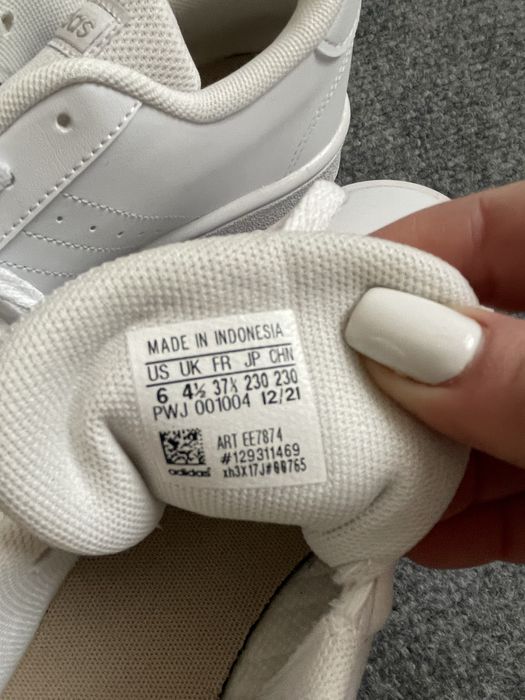 adidas
MADE IN INDONESIA
US UK FR JP CHN
6 4½ 37⅓ 230 230
PWJ 001004 12/21
ART EE7874
#129311469
xh3X17J#00765
adidas